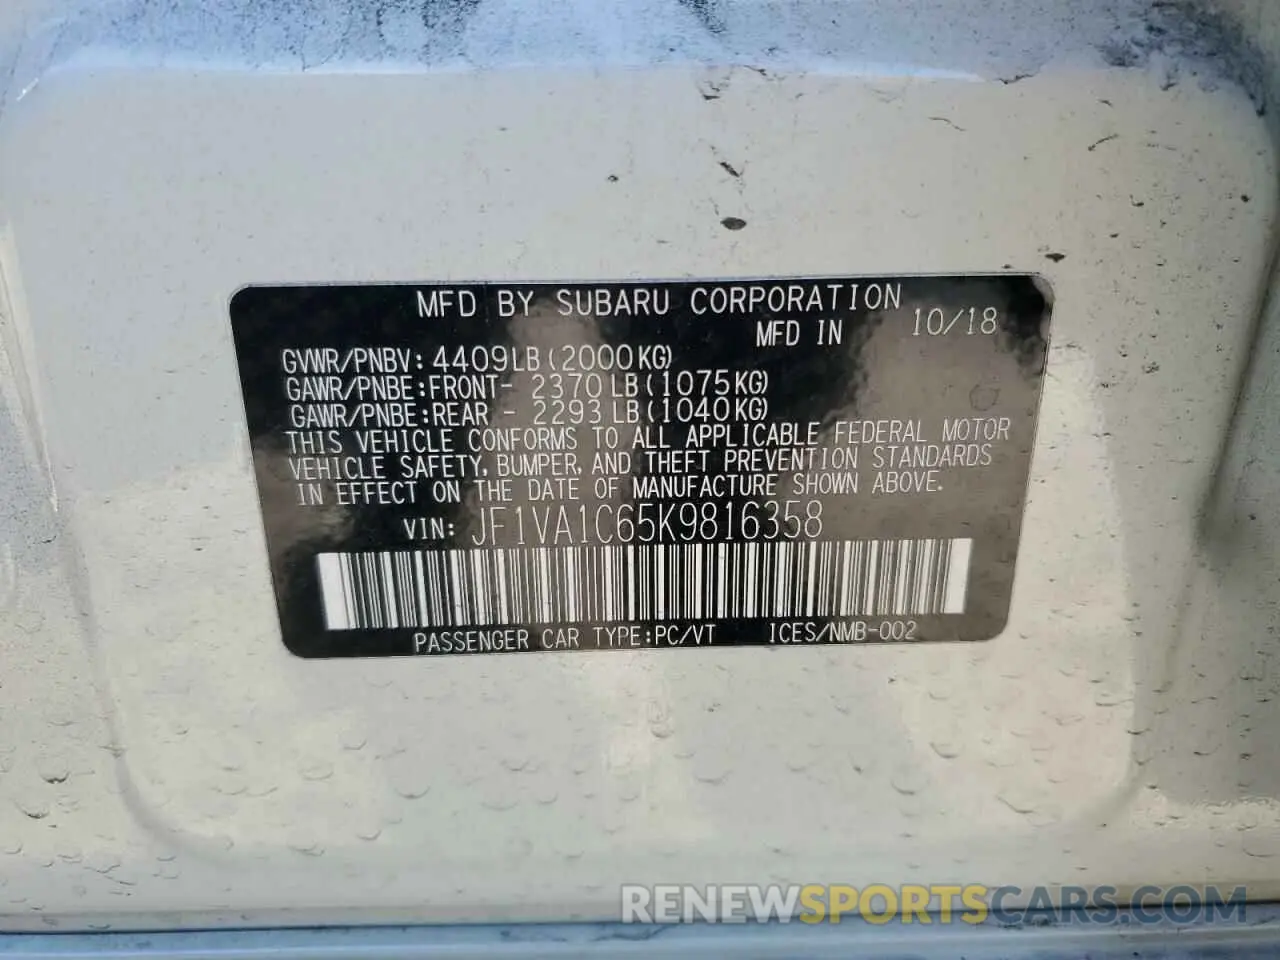 MFD BY SUBARU CORPORATION
MFD IN 10/18
GVWR/PNBV: 4409LB(2000KG)
GAWR/PNBE:FRONT- 2370LB(1075KG)
GAWR/PNBE:REAR - 2293LB(1040KG)
THIS VEHICLE CONFORMS TO ALL APPLICABLE FEDERAL MOTOR
VEHICLE SAFETY, BUMPER, AND THEFT PREVENTION STANDARDS
IN EFFECT ON THE DATE OF MANUFACTURE SHOWN ABOVE.
VIN: JF1VA1C65K9816358
PASSENGER CAR TYPE:PC/VT ICES/NMB-002
RENEWSPORTSCARS.COM